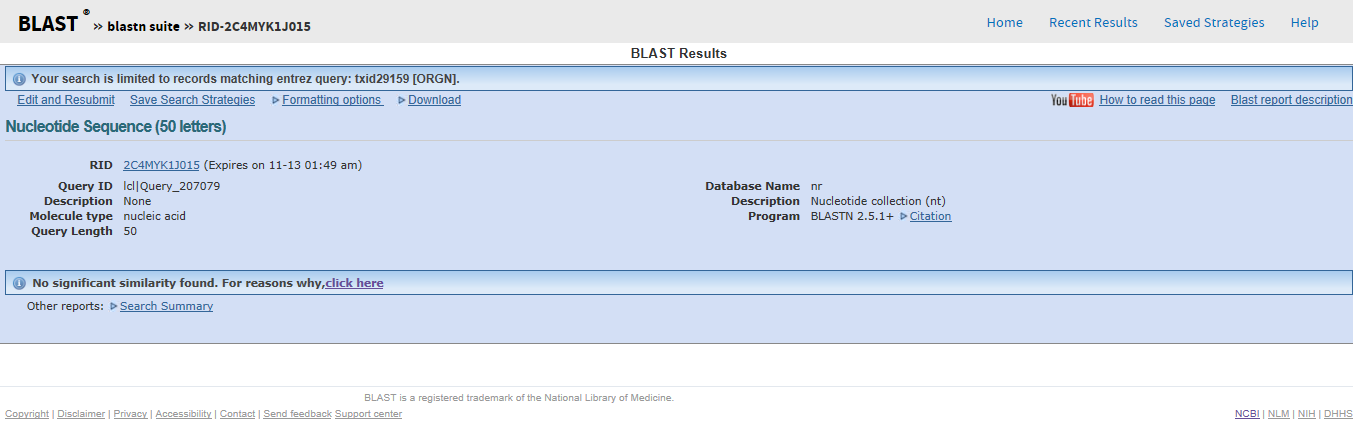 BLAST ® » blastn suite » RID-2C4MYK1J015 Home Recent Results Saved Strategies Help
BLAST Results
Your search is limited to records matching entrez query: txid29159 [ORGN].
Edit and Resubmit Save Search Strategies Formatting options Download YouTube How to read this page Blast report description
Nucleotide Sequence (50 letters)
RID 2C4MYK1J015 (Expires on 11-13 01:49 am)
Query ID lcl|Query_207079 Database Name nr
Description None Description Nucleotide collection (nt)
Molecule type nucleic acid Program BLASTN 2.5.1+ Citation
Query Length 50
No significant similarity found. For reasons why,click here
Other reports: Search Summary
BLAST is a registered trademark of the National Library of Medicine.
Copyright | Disclaimer | Privacy | Accessibility | Contact | Send feedback Support center NCBI | NLM | NIH | DHHS